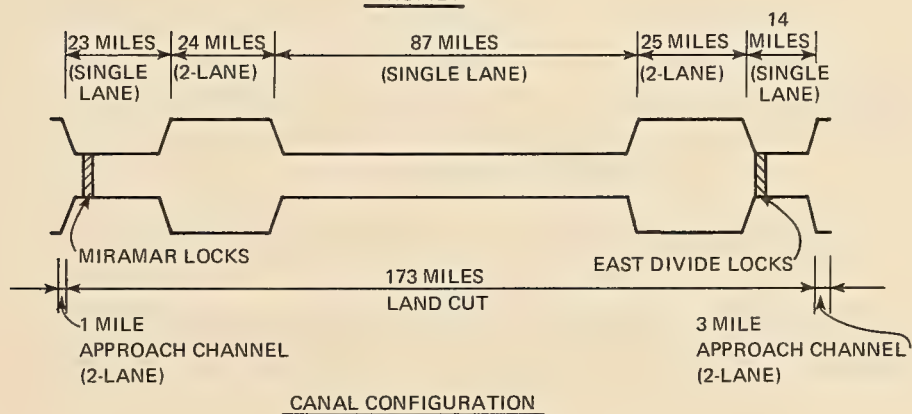 14
23 MILES 24 MILES 87 MILES 25 MILES MILES
(SINGLE (2-LANE) (SINGLE LANE) (2-LANE) (SINGLE
LANE) LANE)
MIRAMAR LOCKS
EAST DIVIDE LOCKS
173 MILES
LAND CUT
1 MILE
APPROACH CHANNEL
(2-LANE)
3 MILE
APPROACH CHANNEL
(2-LANE)
CANAL CONFIGURATION